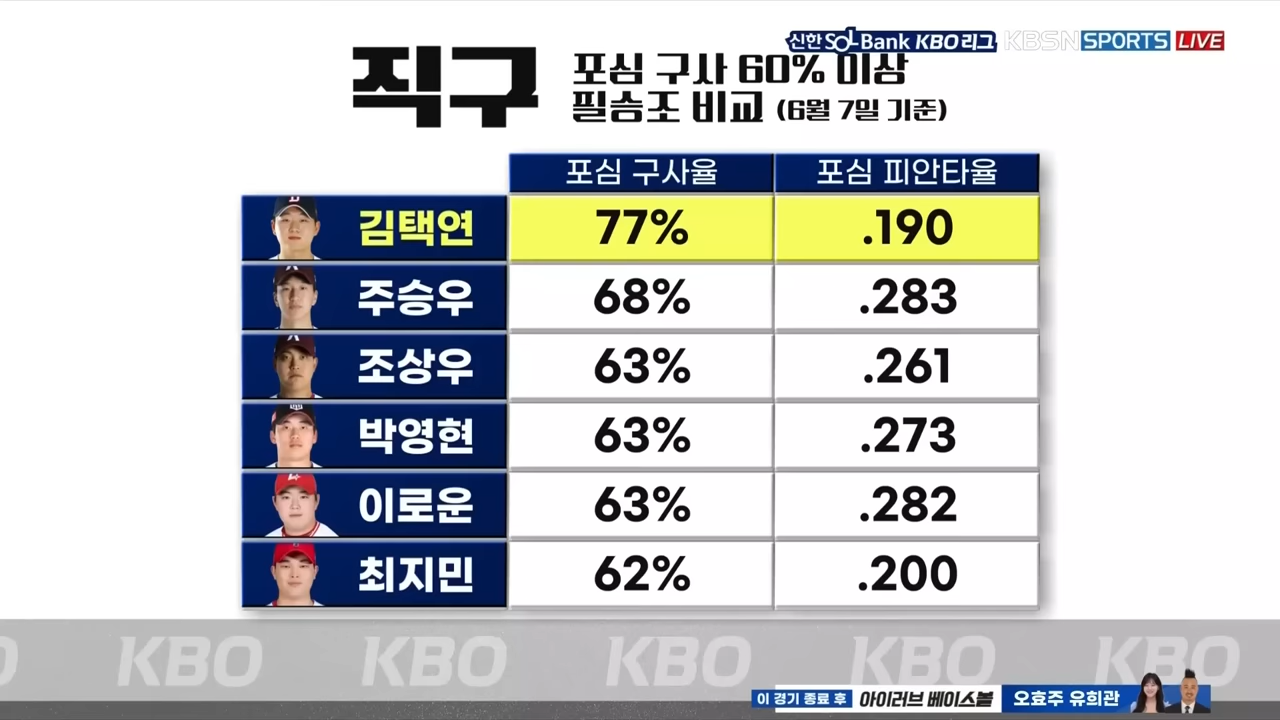 신한 SOL Bank KBO 리그 KBSN SPORTS LIVE
직구 포심 구사 60% 이상
필승조 비교 (6월 7일 기준)
포심 구사율 포심 피안타율
김택연 77% .190
주승우 68% .283
조상우 63% .261
박영현 63% .273
이로운 63% .282
최지민 62% .200
KBO KBO KBO KBO KBO
이 경기 종료 후 아이러브 베이스볼 오효주 유희관